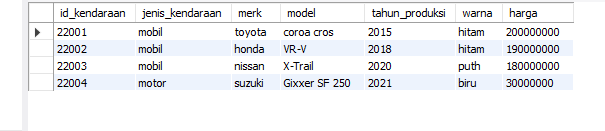 id_kendaraan jenis_kendaraan merk model tahun_produksi warna harga
22001 mobil toyota coroa cros 2015 hitam 200000000
22002 mobil honda VR-V 2018 hitam 190000000
22003 mobil nissan X-Trail 2020 puth 180000000
22004 motor suzuki Gixxer SF 250 2021 biru 30000000